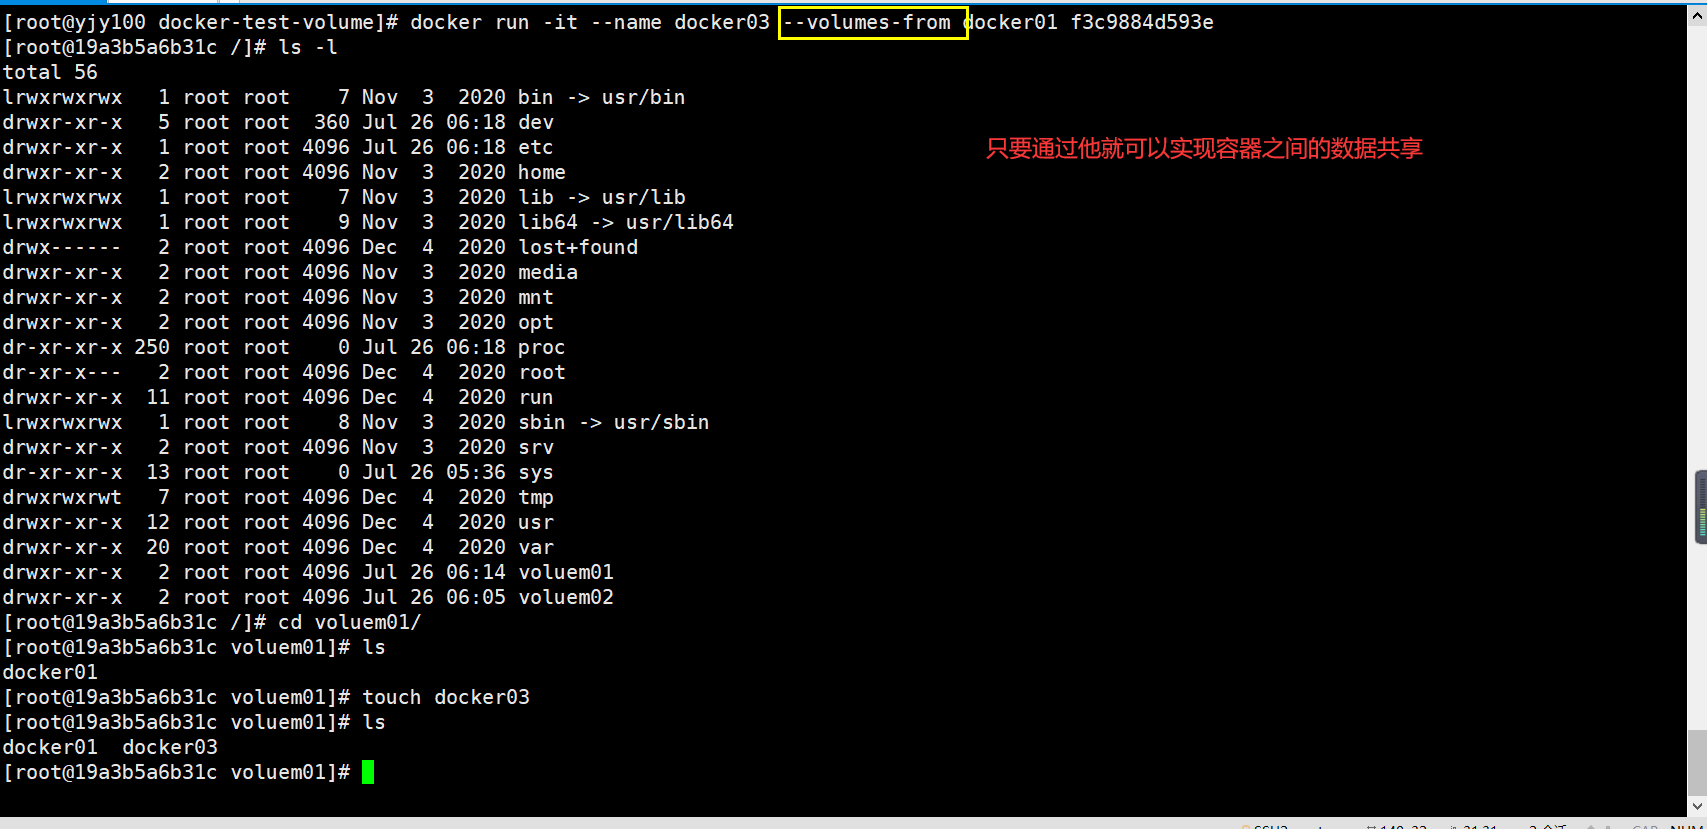 [root@yjy100 docker-test-volume]# docker run -it --name docker03 --volumes-from docker01 f3c9884d593e
[root@19a3b5a6b31c /]# ls -l
total 56
lrwxrwxrwx   1 root root    7 Nov  3  2020 bin -> usr/bin
drwxr-xr-x   5 root root  360 Jul 26 06:18 dev
只要通过他就可以实现容器之间的数据共享
drwxr-xr-x   1 root root 4096 Jul 26 06:18 etc
drwxr-xr-x   2 root root 4096 Nov  3  2020 home
lrwxrwxrwx   1 root root    7 Nov  3  2020 lib -> usr/lib
lrwxrwxrwx   1 root root    9 Nov  3  2020 lib64 -> usr/lib64
drwx------   2 root root 4096 Dec  4  2020 lost+found
drwxr-xr-x   2 root root 4096 Nov  3  2020 media
drwxr-xr-x   2 root root 4096 Nov  3  2020 mnt
drwxr-xr-x   2 root root 4096 Nov  3  2020 opt
dr-xr-xr-x 250 root root    0 Jul 26 06:18 proc
dr-xr-x---   2 root root 4096 Dec  4  2020 root
drwxr-xr-x  11 root root 4096 Dec  4  2020 run
lrwxrwxrwx   1 root root    8 Nov  3  2020 sbin -> usr/sbin
drwxr-xr-x   2 root root 4096 Nov  3  2020 srv
dr-xr-xr-x  13 root root    0 Jul 26 05:36 sys
drwxrwxrwt   7 root root 4096 Dec  4  2020 tmp
drwxr-xr-x  12 root root 4096 Dec  4  2020 usr
drwxr-xr-x  20 root root 4096 Dec  4  2020 var
drwxr-xr-x   2 root root 4096 Jul 26 06:14 voluem01
drwxr-xr-x   2 root root 4096 Jul 26 06:05 voluem02
[root@19a3b5a6b31c /]# cd voluem01/
[root@19a3b5a6b31c voluem01]# ls
docker01
[root@19a3b5a6b31c voluem01]# touch docker03
[root@19a3b5a6b31c voluem01]# ls
docker01  docker03
[root@19a3b5a6b31c voluem01]#